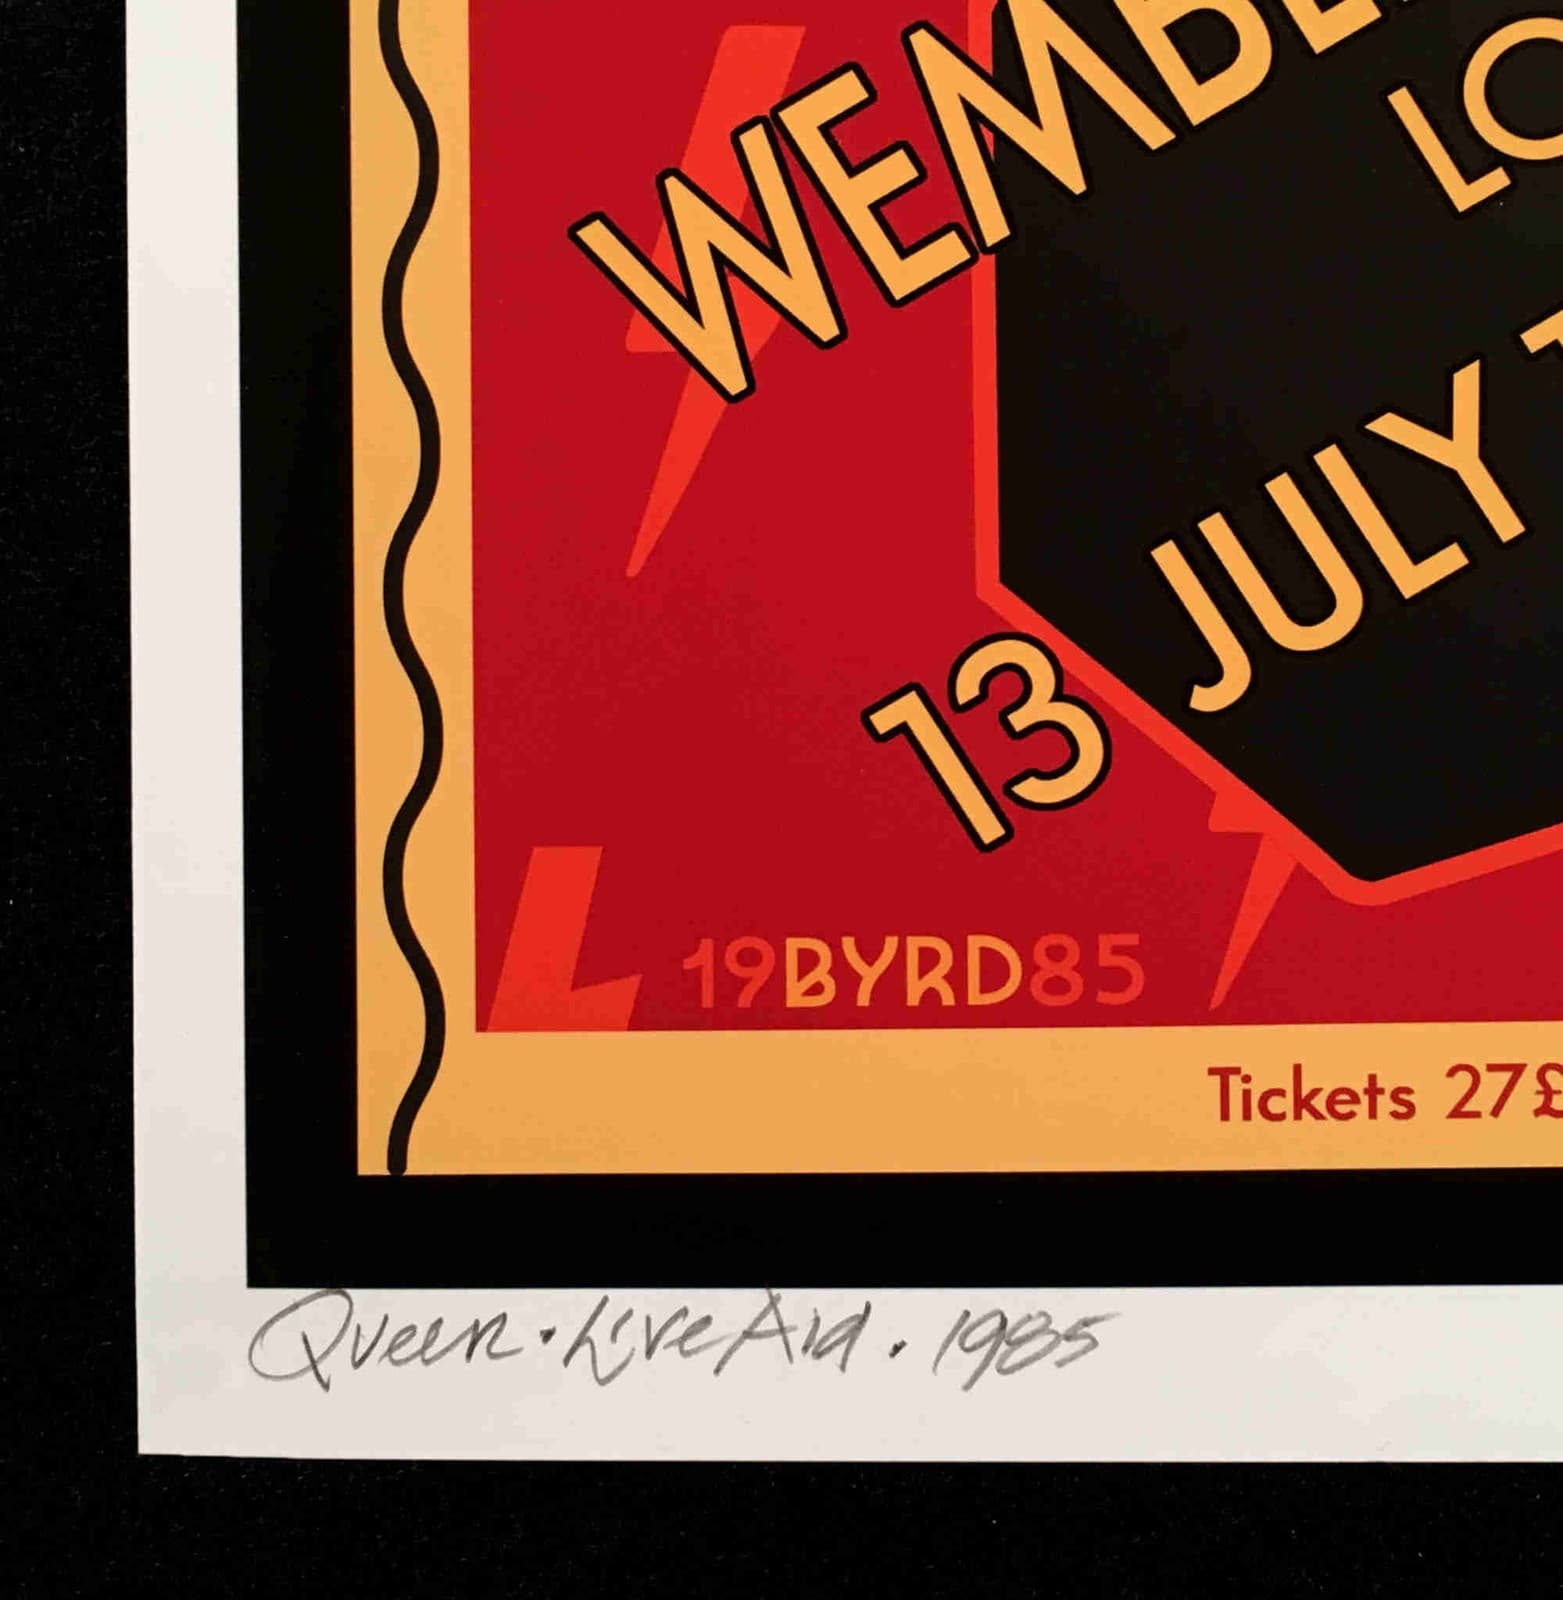 WEMB
LO
13 JULY
19BYRD85
Tickets 27£
Queen · Live Aid . 1985